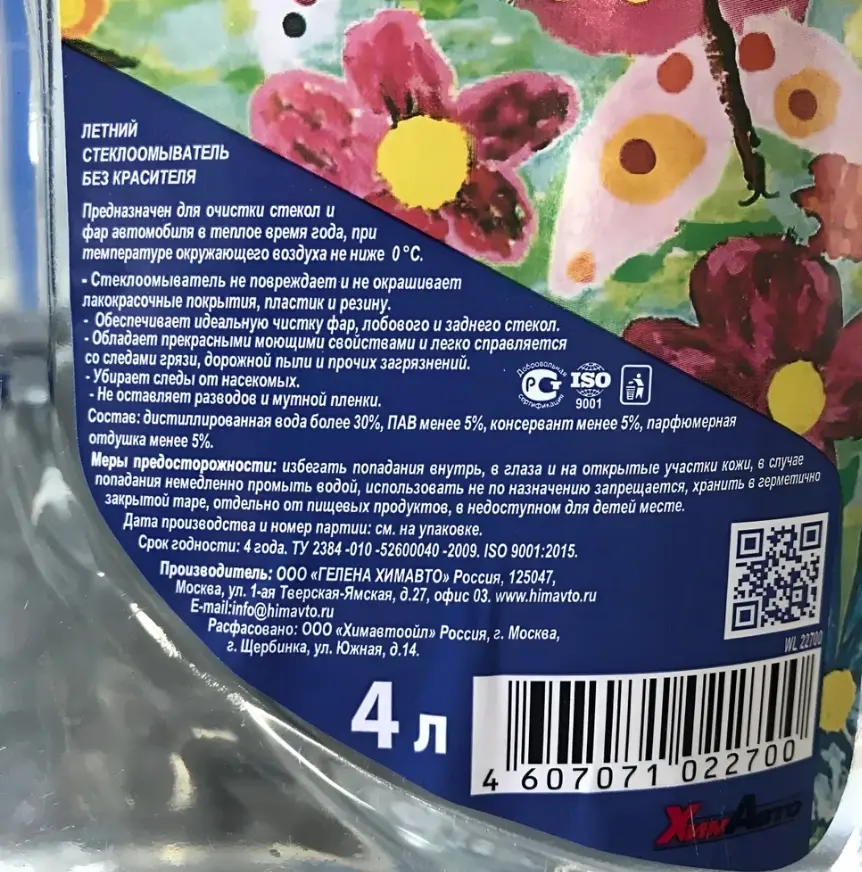 ЛЕТНИЙ
СТЕКЛООМЫВАТЕЛЬ
БЕЗ КРАСИТЕЛЯ
Предназначен для очистки стекол и
фар автомобиля в теплое время года, при
температуре окружающего воздуха не ниже 0 °С.
- Стеклоомыватель не повреждает и не окрашивает
лакокрасочные покрытия, пластик и резину.
- Обеспечивает идеальную чистку фар, лобового и заднего стекол.
- Обладает прекрасными моющими свойствами и легко справляется
со следами грязи, дорожной пыли и прочих загрязнений.
- Убирает следы от насекомых.
- Не оставляет разводов и мутной пленки.
Добровольная
РСТ
сертификация
ISO
9001
Состав: дистиллированная вода более 30%, ПАВ менее 5%, консервант менее 5%, парфюмерная
отдушка менее 5%.
Меры предосторожности: избегать попадания внутрь, в глаза и на открытые участки кожи, в случае
попадания немедленно промыть водой, использовать не по назначению запрещается, хранить в герметично
закрытой таре, отдельно от пищевых продуктов, в недоступном для детей месте.
Дата производства и номер партии: см. на упаковке.
Срок годности: 4 года. ТУ 2384 -010 -52600040 -2009. ISO 9001:2015.
Производитель: ООО «ГЕЛЕНА ХИМАВТО» Россия, 125047,
Москва, ул. 1-ая Тверская-Ямская, д.27, офис 03. www.himavto.ru
E-mail:info@himavto.ru
Расфасовано: ООО «Химавтоойл» Россия, г. Москва,
г. Щербинка, ул. Южная, д.14.
WL 22700
4 л
4 607071 022700
ХимАвто